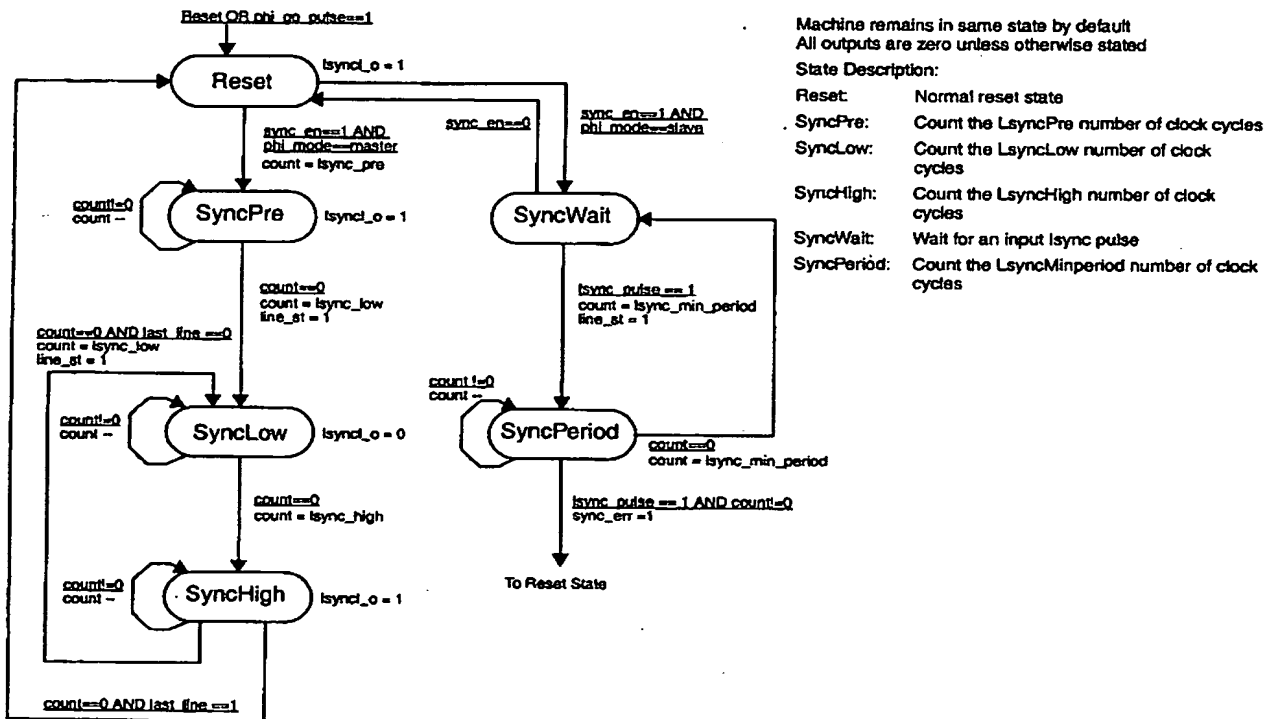 Reset OR phi_go_pulse==1
Reset
lsyncl_o = 1
sync_en==1 AND
phi_mode==master
count = lsync_pre
sync_en==0
sync_en==1 AND
phi_mode==slave
count!=0
count --
SyncPre
lsyncl_o = 1
SyncWait
count==0
count = lsync_low
line_st = 1
lsync_pulse == 1
count = lsync_min_period
line_st = 1
count==0 AND last_line ==0
count = lsync_low
line_st = 1
count!=0
count --
SyncLow
lsyncl_o = 0
count !=0
count --
SyncPeriod
count==0
count = lsync_min_period
count==0
count = lsync_high
lsync_pulse == 1 AND count!=0
sync_err =1
To Reset State
count!=0
count --
SyncHigh
lsyncl_o = 1
count==0 AND last_line ==1
Machine remains in same state by default
All outputs are zero unless otherwise stated
State Description:
Reset: Normal reset state
SyncPre: Count the LsyncPre number of clock cycles
SyncLow: Count the LsyncLow number of clock
cycles
SyncHigh: Count the LsyncHigh number of clock
cycles
SyncWait: Wait for an input lsync pulse
SyncPeriod: Count the LsyncMinperiod number of clock
cycles